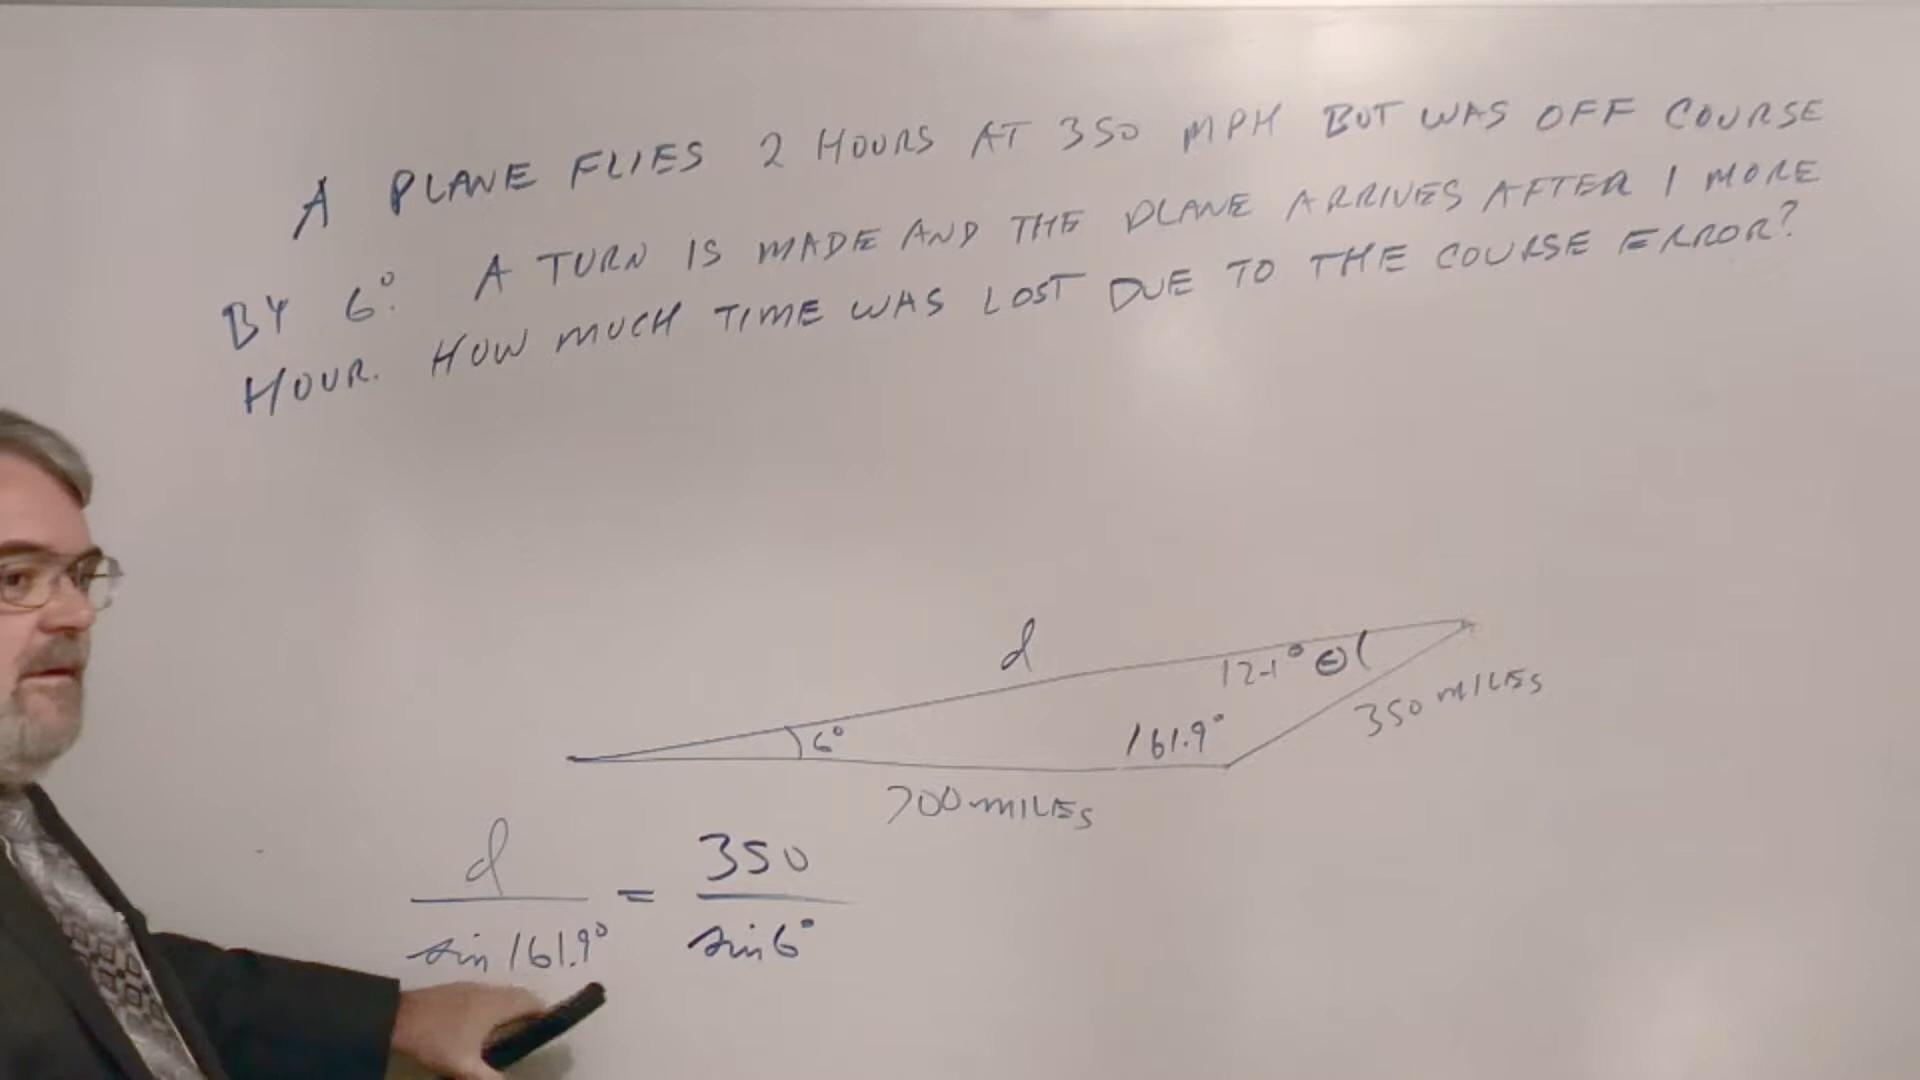 A PLANE FLIES 2 HOURS AT 350 MPH BUT WAS OFF COURSE
BY 6°. A TURN IS MADE AND THE PLANE ARRIVES AFTER 1 MORE
HOUR. HOW MUCH TIME WAS LOST DUE TO THE COURSE ERROR?
d
12.1° θ
6°
161.9°
350 MILES
700 MILES
d / sin 161.9° = 350 / sin 6°